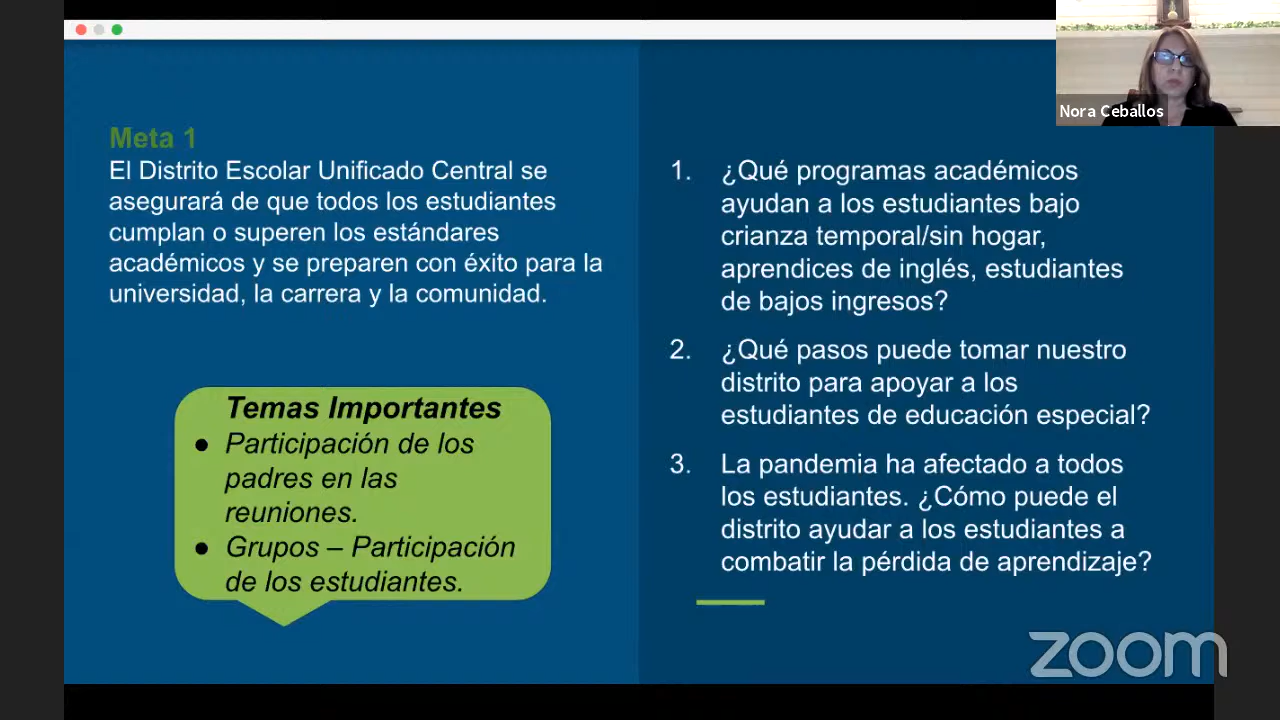 Nora Ceballos
Meta 1
El Distrito Escolar Unificado Central se
asegurará de que todos los estudiantes
cumplan o superen los estándares
académicos y se preparen con éxito para la
universidad, la carrera y la comunidad.
Temas Importantes
● Participación de los
padres en las
reuniones.
● Grupos – Participación
de los estudiantes.
1. ¿Qué programas académicos
ayudan a los estudiantes bajo
crianza temporal/sin hogar,
aprendices de inglés, estudiantes
de bajos ingresos?
2. ¿Qué pasos puede tomar nuestro
distrito para apoyar a los
estudiantes de educación especial?
3. La pandemia ha afectado a todos
los estudiantes. ¿Cómo puede el
distrito ayudar a los estudiantes a
combatir la pérdida de aprendizaje?
zoom